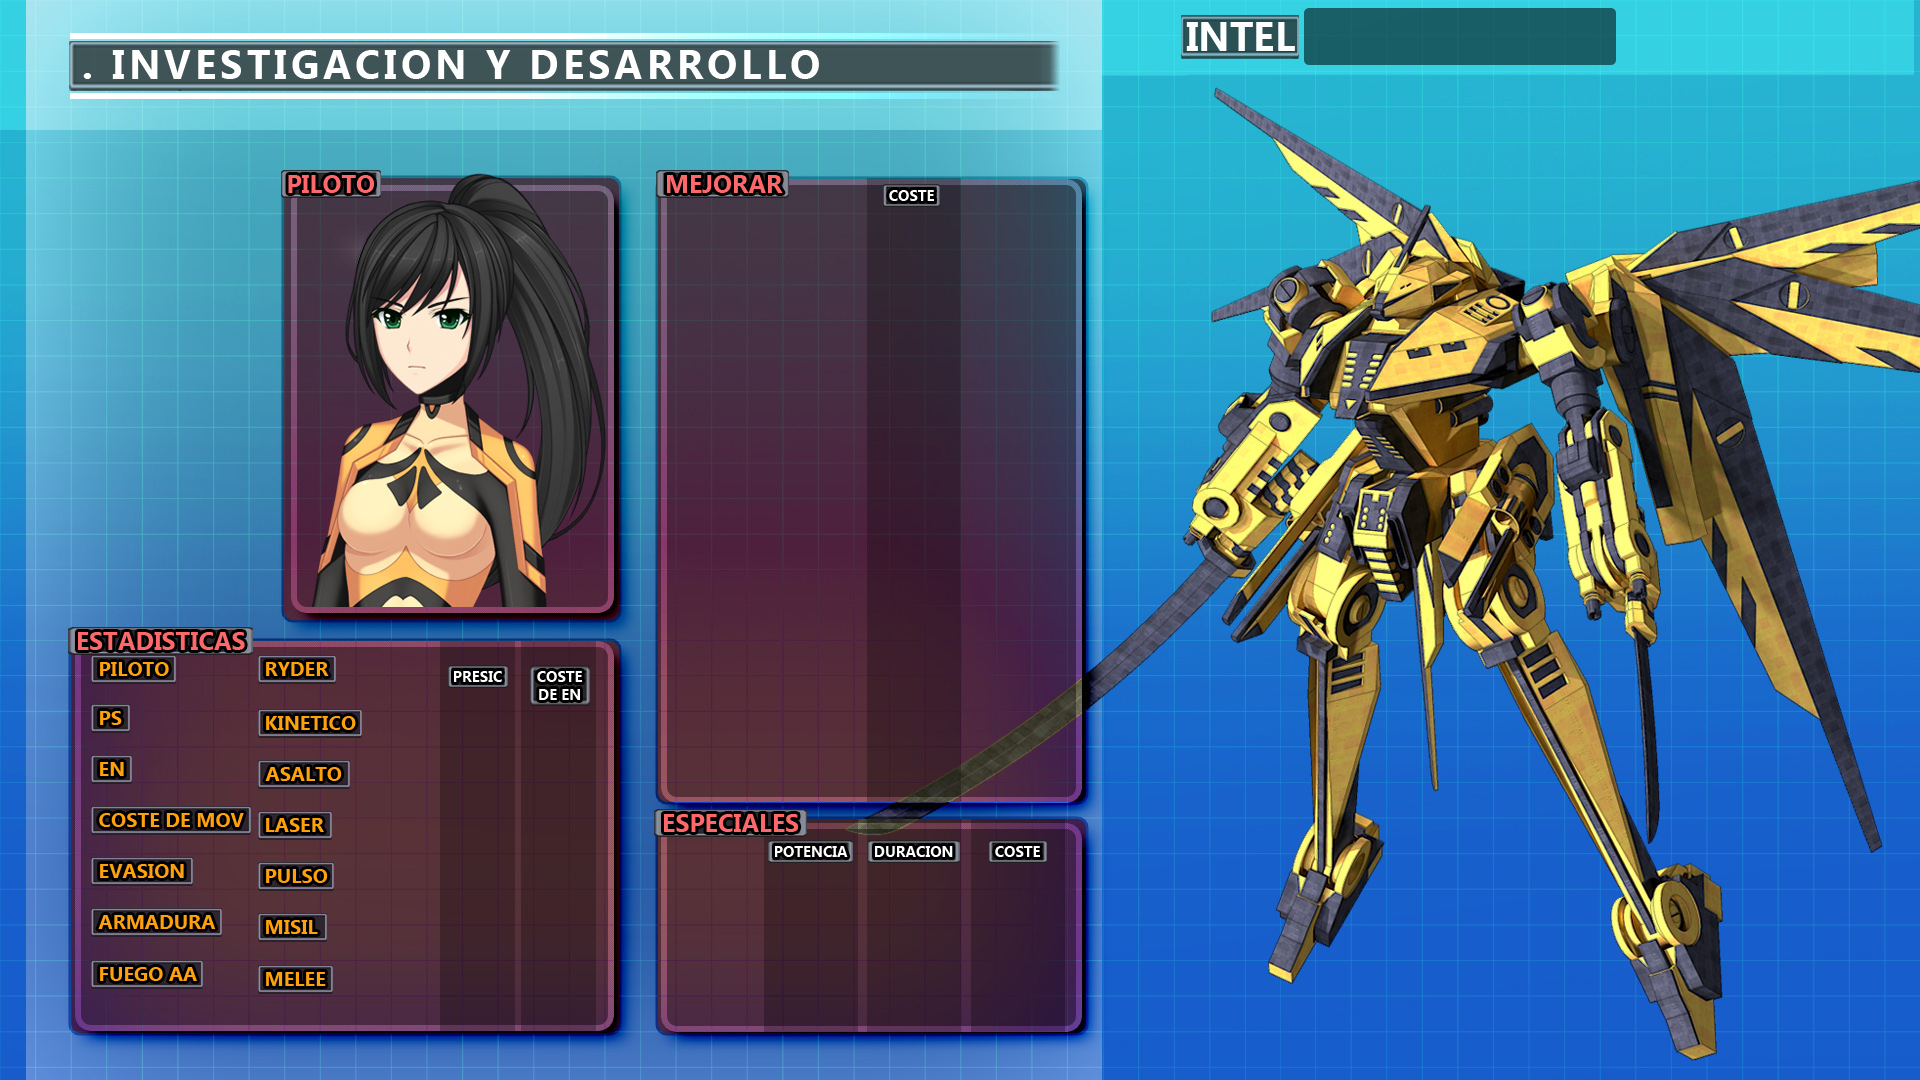 . INVESTIGACION Y DESARROLLO
INTEL
PILOTO
MEJORAR
COSTE
ESTADISTICAS
PILOTO
RYDER
PRESIC
COSTE
DE EN
PS
KINETICO
EN
ASALTO
COSTE DE MOV
LASER
EVASION
PULSO
ARMADURA
MISIL
FUEGO AA
MELEE
ESPECIALES
POTENCIA
DURACION
COSTE